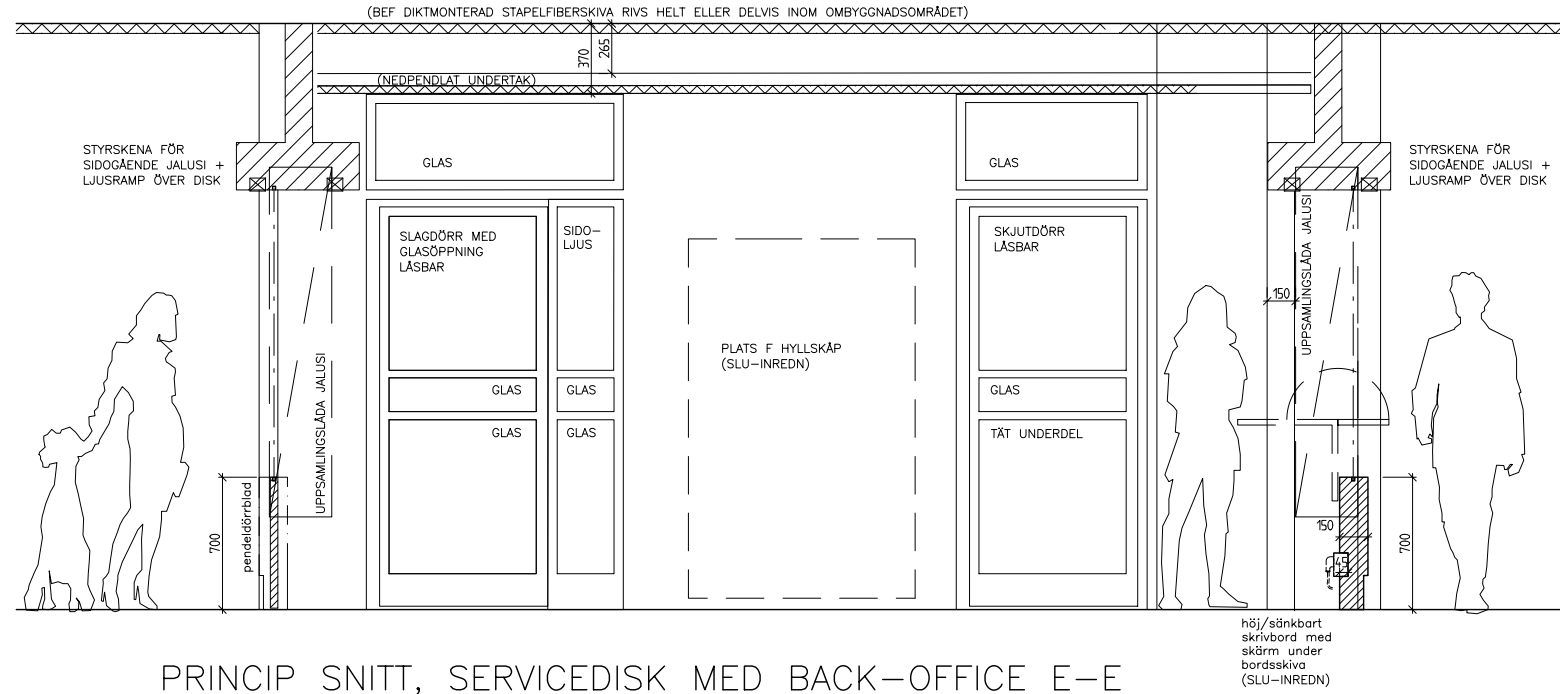 (BEF DIKTMONTERAD STAPELFIBERSKIVA RIVS HELT ELLER DELVIS INOM OMBYGGNADSOMRÅDET)
370
265
(NEDPENDLAT UNDERTAK)
STYRSKENA FÖR
SIDOGÅENDE JALUSI +
LJUSRAMP ÖVER DISK
GLAS
GLAS
STYRSKENA FÖR
SIDOGÅENDE JALUSI +
LJUSRAMP ÖVER DISK
SLAGDÖRR MED
GLASÖPPNING
LÅSBAR
SIDO-
LJUS
SKJUTDÖRR
LÅSBAR
UPPSAMLINGSLÅDA JALUSI
150
PLATS F HYLLSKÅP
(SLU-INREDN)
UPPSAMLINGSLÅDA JALUSI
GLAS
GLAS
GLAS
GLAS
GLAS
TÄT UNDERDEL
700
pendeldörrblad
150
45
700
höj/sänkbart
skrivbord med
skärm under
bordsskiva
(SLU-INREDN)
PRINCIP SNITT, SERVICEDISK MED BACK-OFFICE E-E